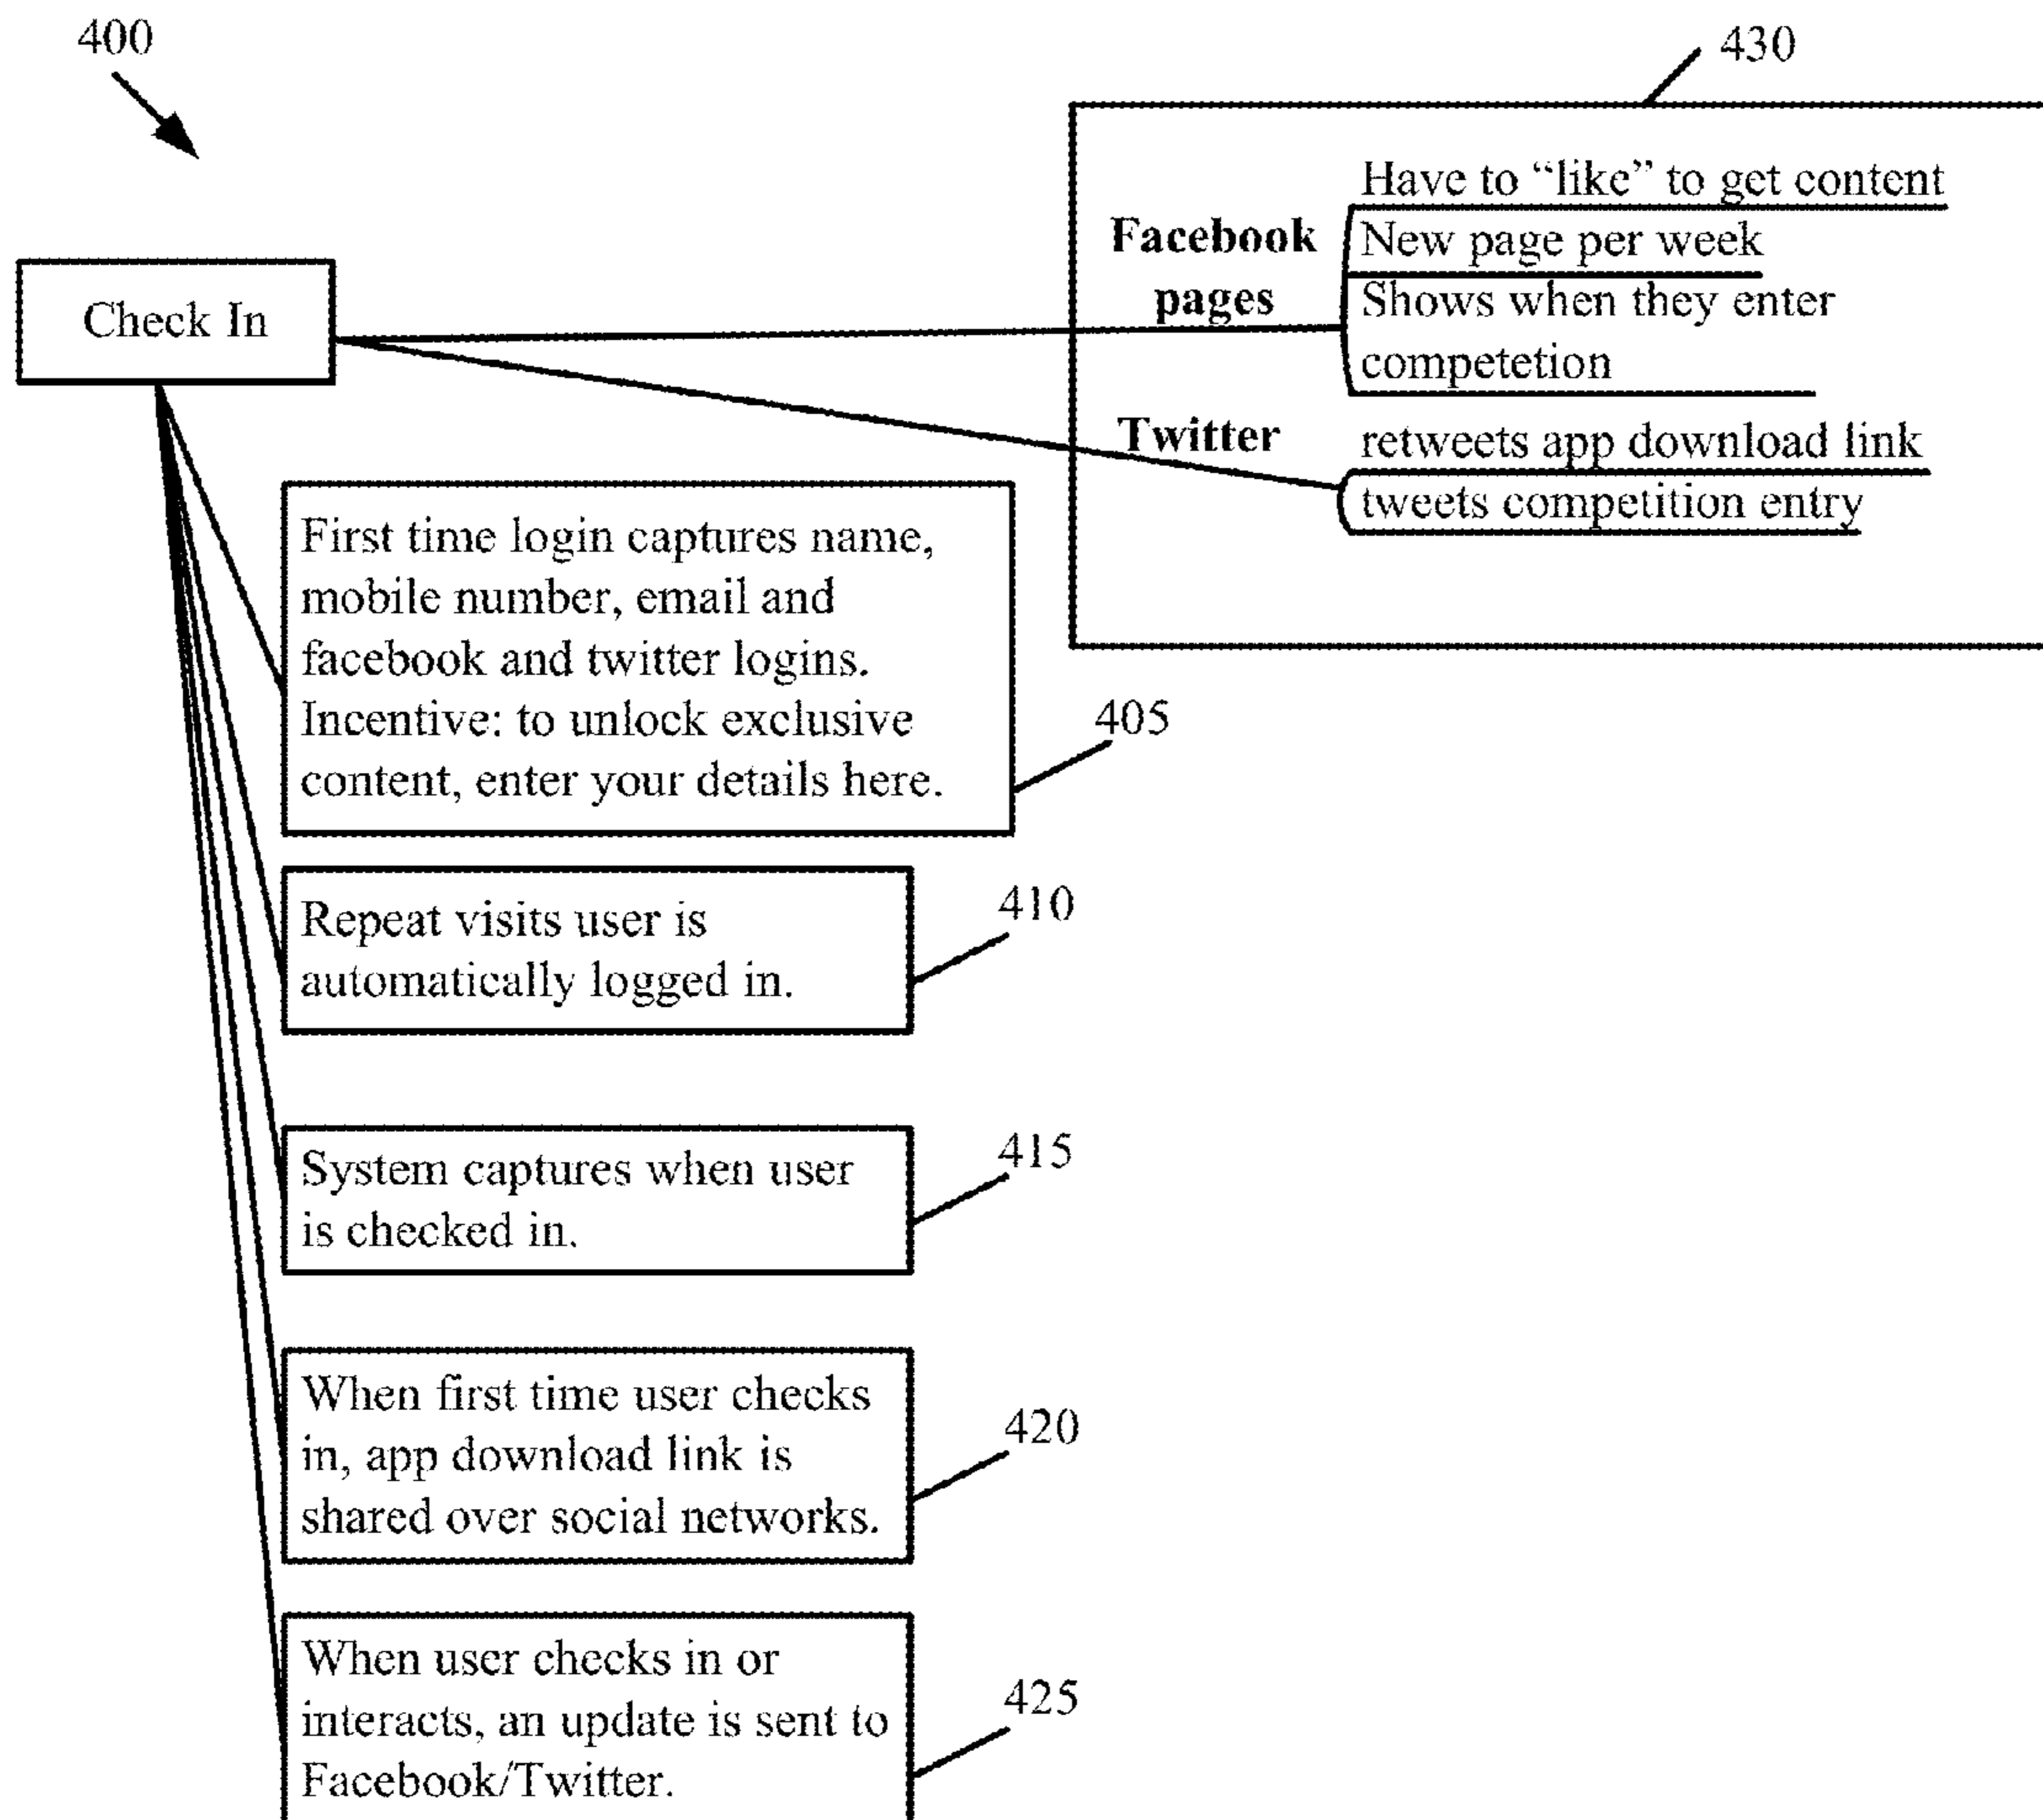 400
430
Have to “like” to get content
Facebook
New page per week
pages
Shows when they enter
competetion
Check In
Twitter
retweets app download link
tweets competition entry
First time login captures name,
mobile number, email and
facebook and twitter logins.
Incentive: to unlock exclusive
content, enter your details here.
405
Repeat visits user is
automatically logged in.
410
System captures when user
is checked in.
415
When first time user checks
in, app download link is
shared over social networks.
420
When user checks in or
interacts, an update is sent to
Facebook/Twitter.
425